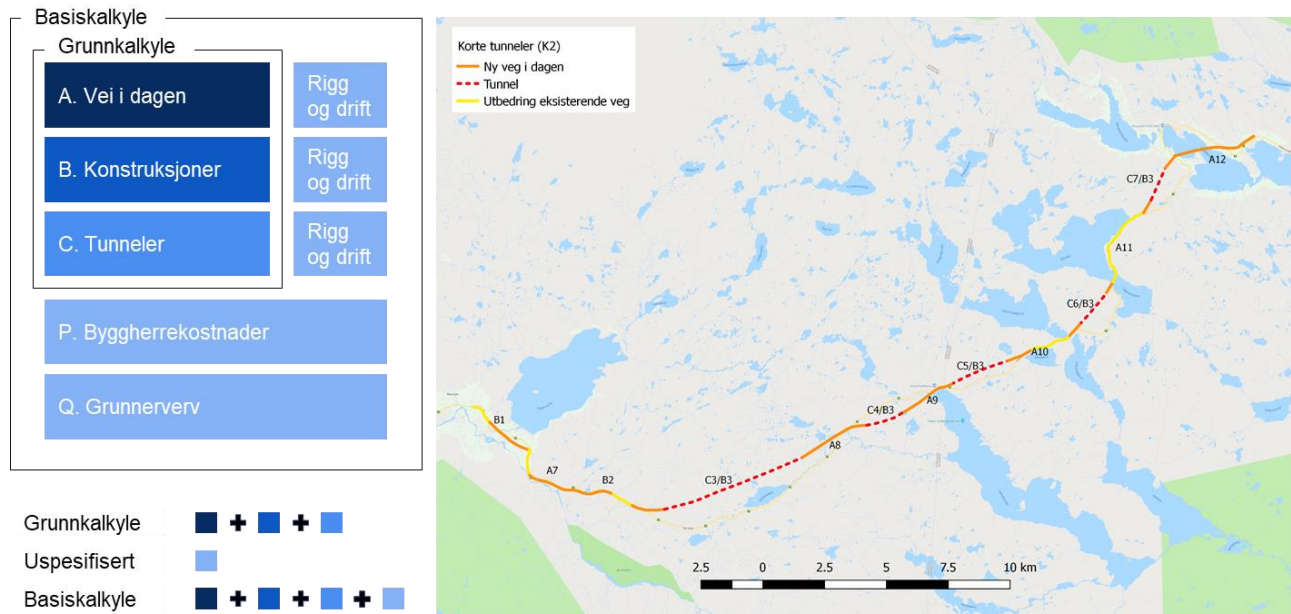 Basiskalkyle
Grunnkalkyle
A. Vei i dagen
Rigg
og drift
B. Konstruksjoner
Rigg
og drift
C. Tunneler
Rigg
og drift
P. Byggherrekostnader
Q. Grunnerverv
Grunnkalkyle
Uspesifisert
Basiskalkyle
Korte tunneler (K2)
Ny veg i dagen
Tunnel
Utbedring eksisterende veg
A12
C7/B3
A11
C6/B3
A10
C5/B3
A9
C4/B3
A8
C3/B3
B2
A7
B1
2.5 0 2.5 5 7.5 10 km